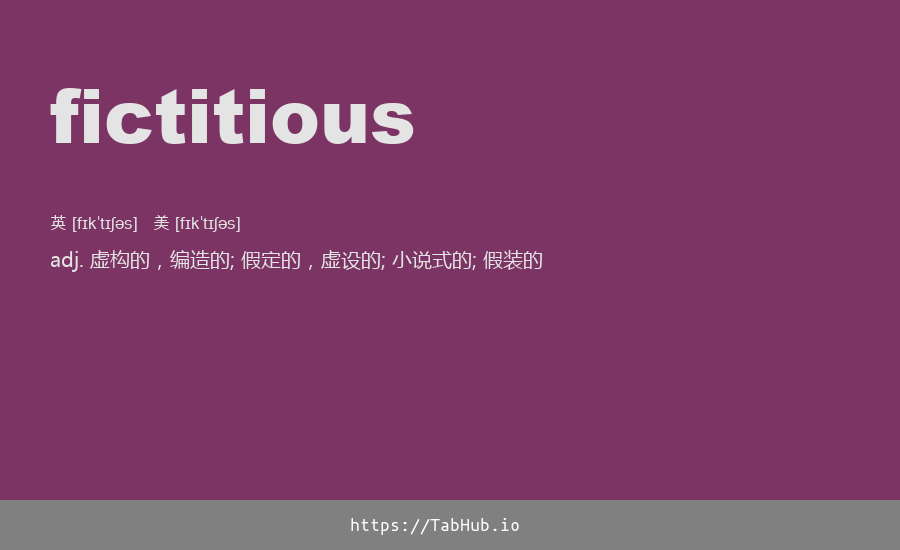 fictitious
英 [fɪkˈtɪʃəs] 美 [fɪkˈtɪʃəs]
adj. 虚构的，编造的; 假定的，虚设的; 小说式的; 假装的
https://TabHub.io